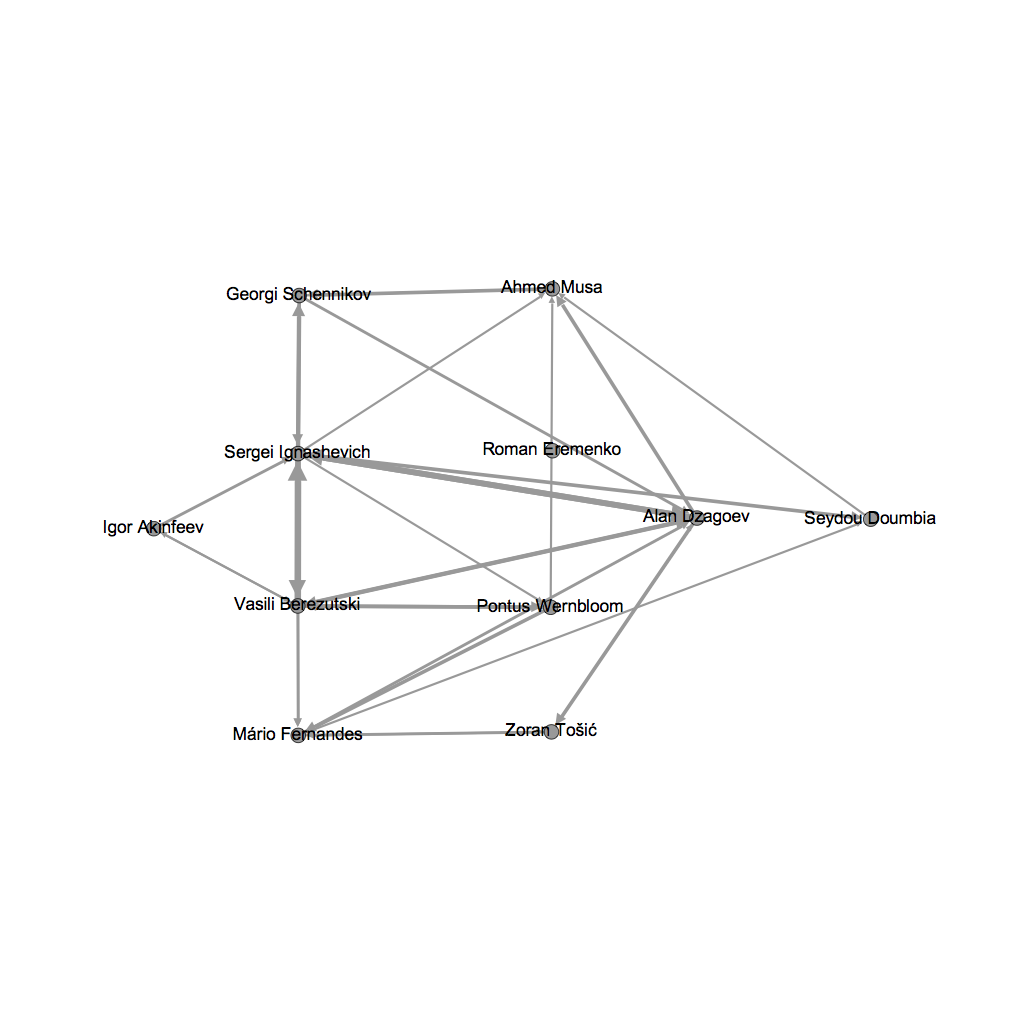 Georgi Schennikov
Ahmed Musa
Sergei Ignashevich
Roman Eremenko
Igor Akinfeev
Alan Dzagoev
Seydou Doumbia
Vasili Berezutski
Pontus Wernbloom
Mário Fernandes
Zoran Tošić